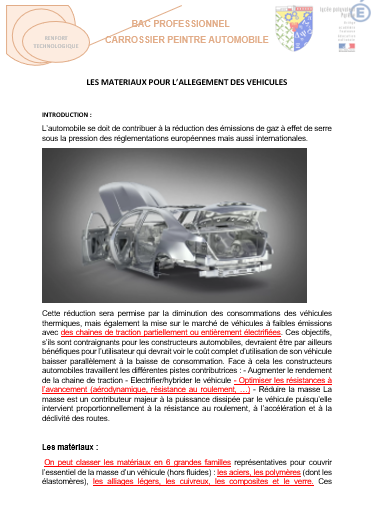 BAC PROFESSIONNEL
CARROSSIER PEINTRE AUTOMOBILE
RENFORT
TECHNOLOGIQUE
LES MATERIAUX POUR L'ALLEGEMENT DES VEHICULES
INTRODUCTION :
L'automobile se doit de contribuer à la réduction des émissions de gaz à effet de serre
sous la pression des réglementations européennes mais aussi internationales.
Cette réduction sera permise par la diminution des consommations des véhicules
thermiques, mais également la mise sur le marché de véhicules à faibles émissions
avec des chaines de traction partiellement ou entièrement électrifiées. Ces objectifs,
s'ils sont contraignants pour les constructeurs automobiles, devraient être par ailleurs
bénéfiques pour l'utilisateur qui devrait voir le coût complet d'utilisation de son véhicule
baisser parallèlement à la baisse de consommation. Face à cela les constructeurs
automobiles travaillent les différentes pistes contributrices : - Augmenter le rendement
de la chaine de traction - Electrifier/hybrider le véhicule - Optimiser les résistances à
l'avancement (aérodynamique, résistance au roulement, …) - Réduire la masse La
masse est un contributeur majeur à la puissance dissipée par le véhicule puisqu'elle
intervient proportionnellement à la résistance au roulement, à l'accélération et à la
déclivité des routes.
Les matériaux :
On peut classer les matériaux en 6 grandes familles représentatives pour couvrir
l'essentiel de la masse d'un véhicule (hors fluides) : les aciers, les polymères (dont les
élastomères), les alliages légers, les cuivreux, les composites et le verre. Ces